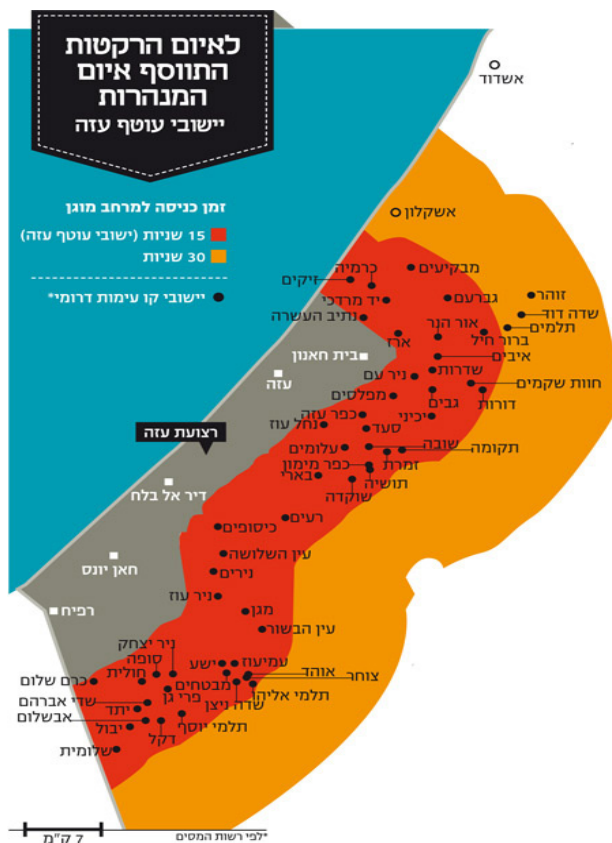 לאיום הרקטות
התווסף איום
המנהרות
יישובי עוטף עזה
זמן כניסה למרחב מוגן
15 שניות (ישובי עוטף עזה)
30 שניות
יישובי קו עימות דרומי*
אשדוד
אשקלון
מבקיעים
כרמיה
זיקים
זוהר
גברעם
יד מרדכי
שדה דוד
נתיב העשרה
תלמים
אור הנר
ברור חיל
ארז
בית חאנון
איבים
שדרות
עזה
ניר עם
חוות שקמים
גבים
דורות
מפלסים
יכיני
כפר עזה
נחל עוז
סעד
רצועת עזה
שובה
עלומים
תקומה
זמרת
כפר מימון
תושיה
בארי
שוקדה
דיר אל בלח
רעים
כיסופים
עין השלושה
חאן יונס
נירים
ניר עוז
רפיח
מגן
עין הבשור
ניר יצחק
עמיעוז
ישע
סופה
אוהד
צוחר
חולית
כרם שלום
מבטחים
תלמי אליהו
פרי גן
שדי אברהם
שדה ניצן
יתד
אבשלום
תלמי יוסף
יבול
דקל
שלומית
7 ק"מ
*לפי רשות המסים